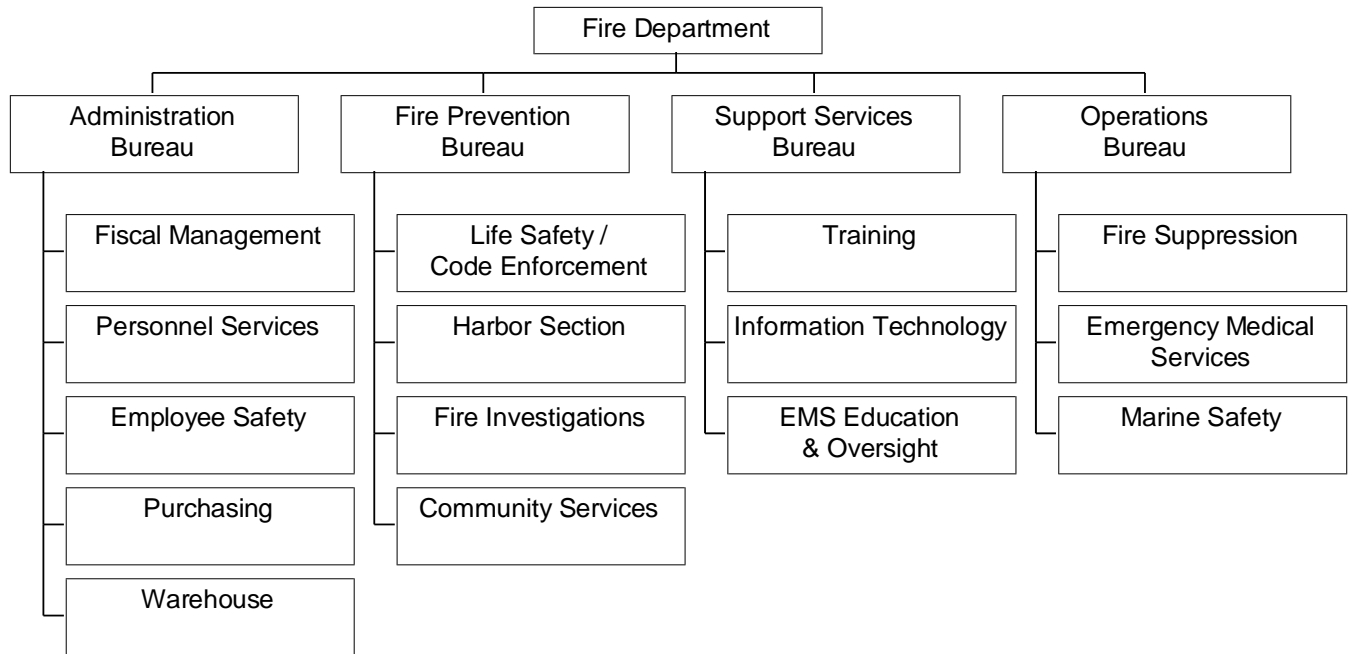 Fire Department
Administration
Bureau
Fire Prevention
Bureau
Support Services
Bureau
Operations
Bureau
Fiscal Management
Personnel Services
Employee Safety
Purchasing
Warehouse
Life Safety /
Code Enforcement
Harbor Section
Fire Investigations
Community Services
Training
Information Technology
EMS Education
& Oversight
Fire Suppression
Emergency Medical
Services
Marine Safety